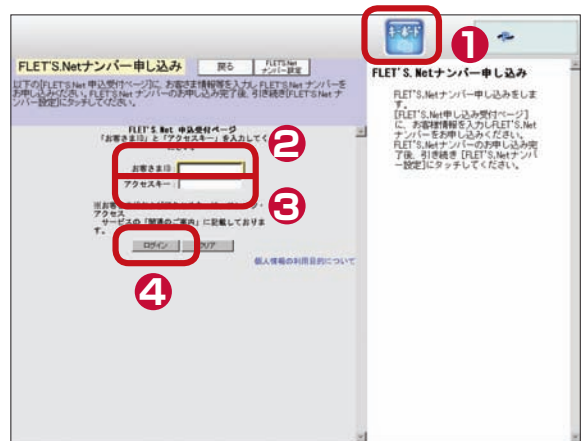 キーボード
1
FLET'S.Netナンバー申し込み
戻る
FLET'S.Net
ナンバー設定
以下の[FLET'S.Net 申込受付ページ]に、お客さま情報等を入力しFLET'S.Net ナンバーを
お申し込みください。FLET'S.Net ナンバーのお申し込み完了後、引き続き[FLET'S.Net ナ
ンバー設定]にタッチしてください。
FLET'S.Net 申込受付ページ
「お客さまID」と「アクセスキー」を入力してく
2
お客さまID
アクセスキー
3
アクセス
サービスの「開通のご案内」に記載しておりま
す。
ログイン
クリア
4
個人情報の利用目的について
FLET'S.Netナンバー申し込み
FLET'S.Netナンバー申し込みをしま
す。
[FLET'S.Net申し込み受付ページ]
に、お客様情報を入力しFLET'S.Net
ナンバーをお申し込みください。
FLET'S.Netナンバーのお申し込み完
了後、引き続き [FLET'S.Netナンバ
ー設定]にタッチしてください。